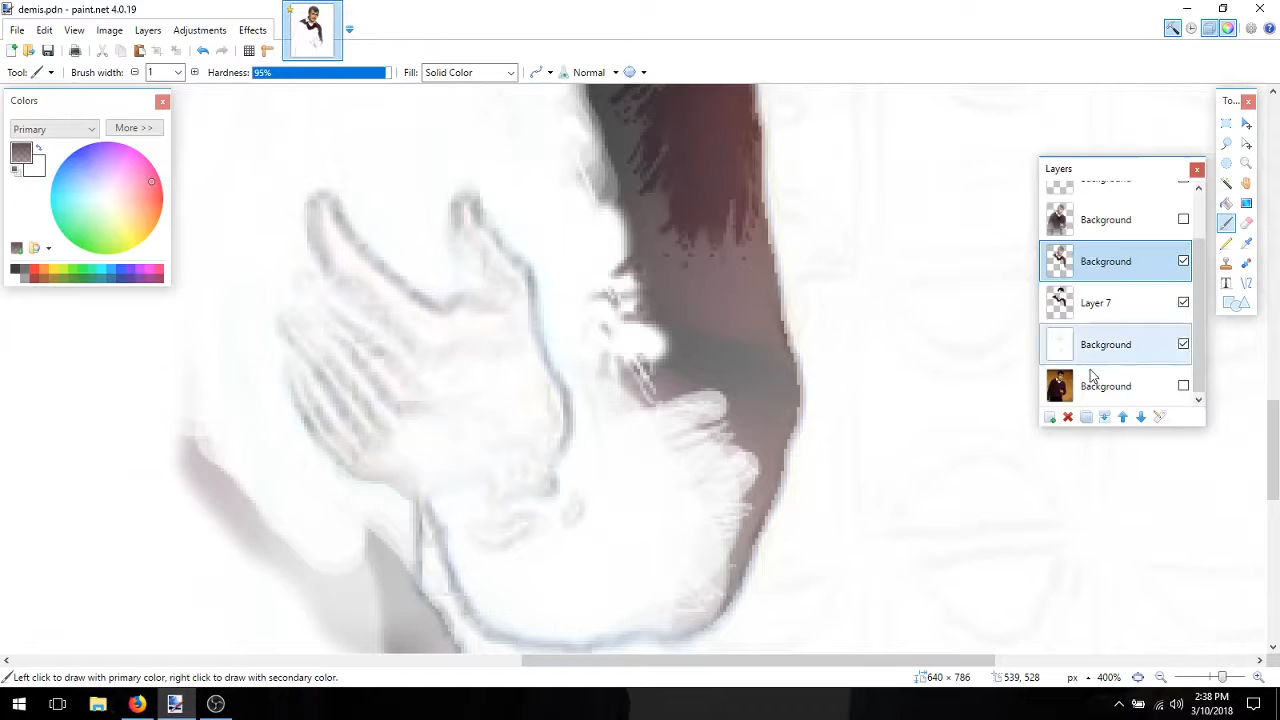 demis.pdn - paint.net 4.0.19
File Edit View Image Layers Adjustments Effects
Tool: Brush width: 1 Hardness: 95% Fill: Solid Color Normal
Colors
Primary More >>
To...
Layers
Background
Background
Layer 7
Background
Background
Left click to draw with primary color, right click to draw with secondary color. 640 × 786 539, 528 px 400%
2:38 PM
3/10/2018